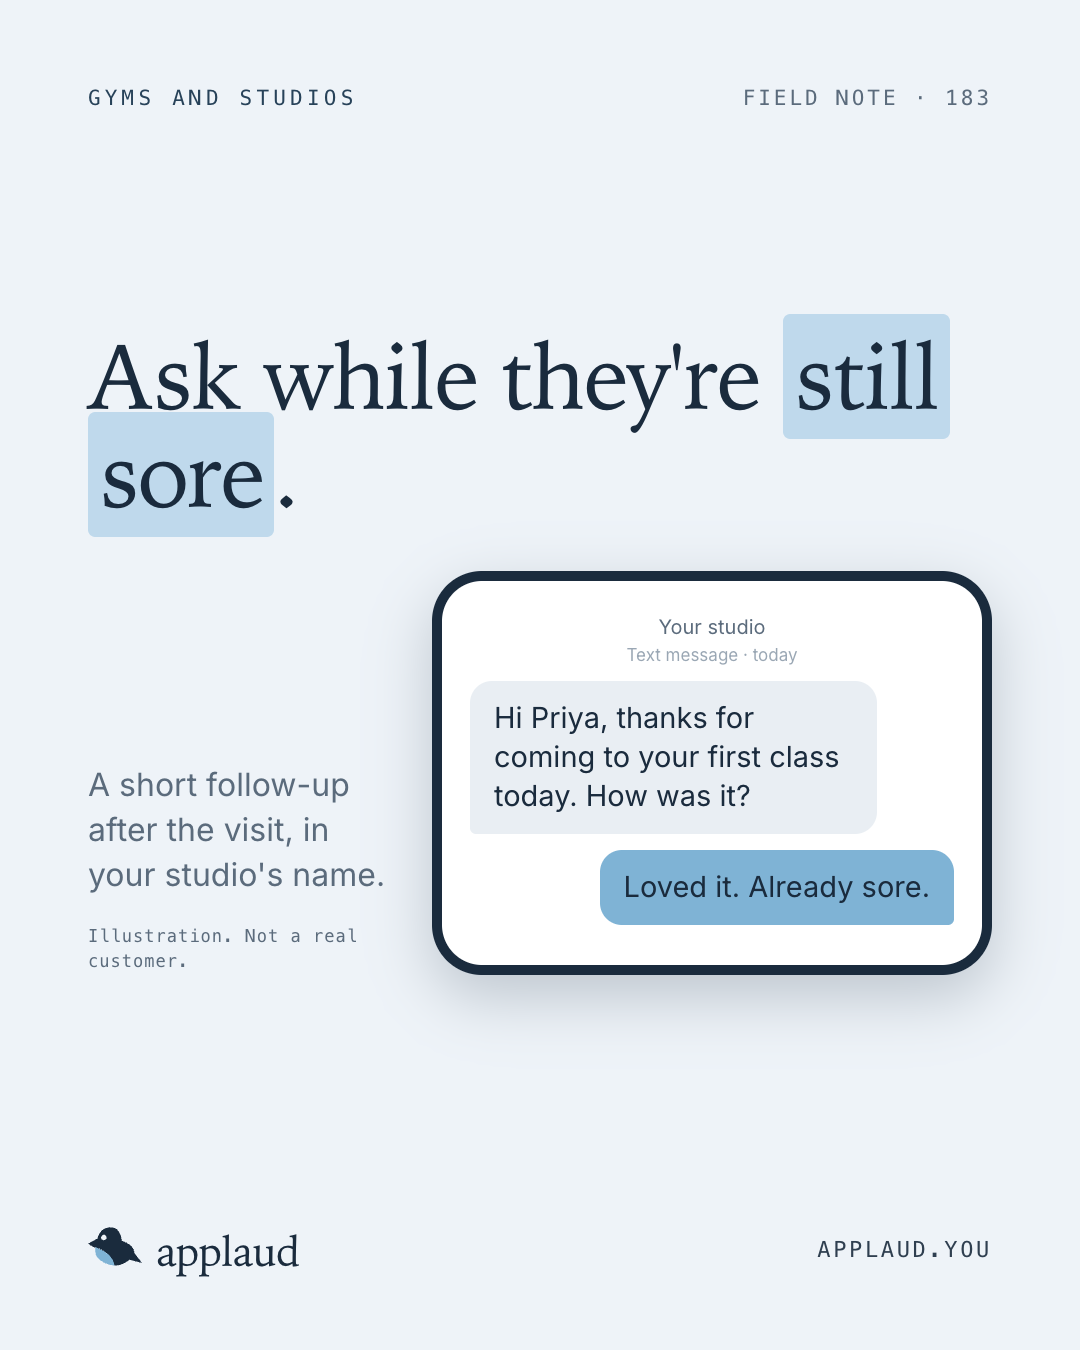 GYMS AND STUDIOS
FIELD NOTE · 183
Ask while they're still
sore.
Your studio
Text message · today
Hi Priya, thanks for
coming to your first class
today. How was it?
Loved it. Already sore.
A short follow-up
after the visit, in
your studio's name.
Illustration. Not a real
customer.
applaud
APPLAUD.YOU